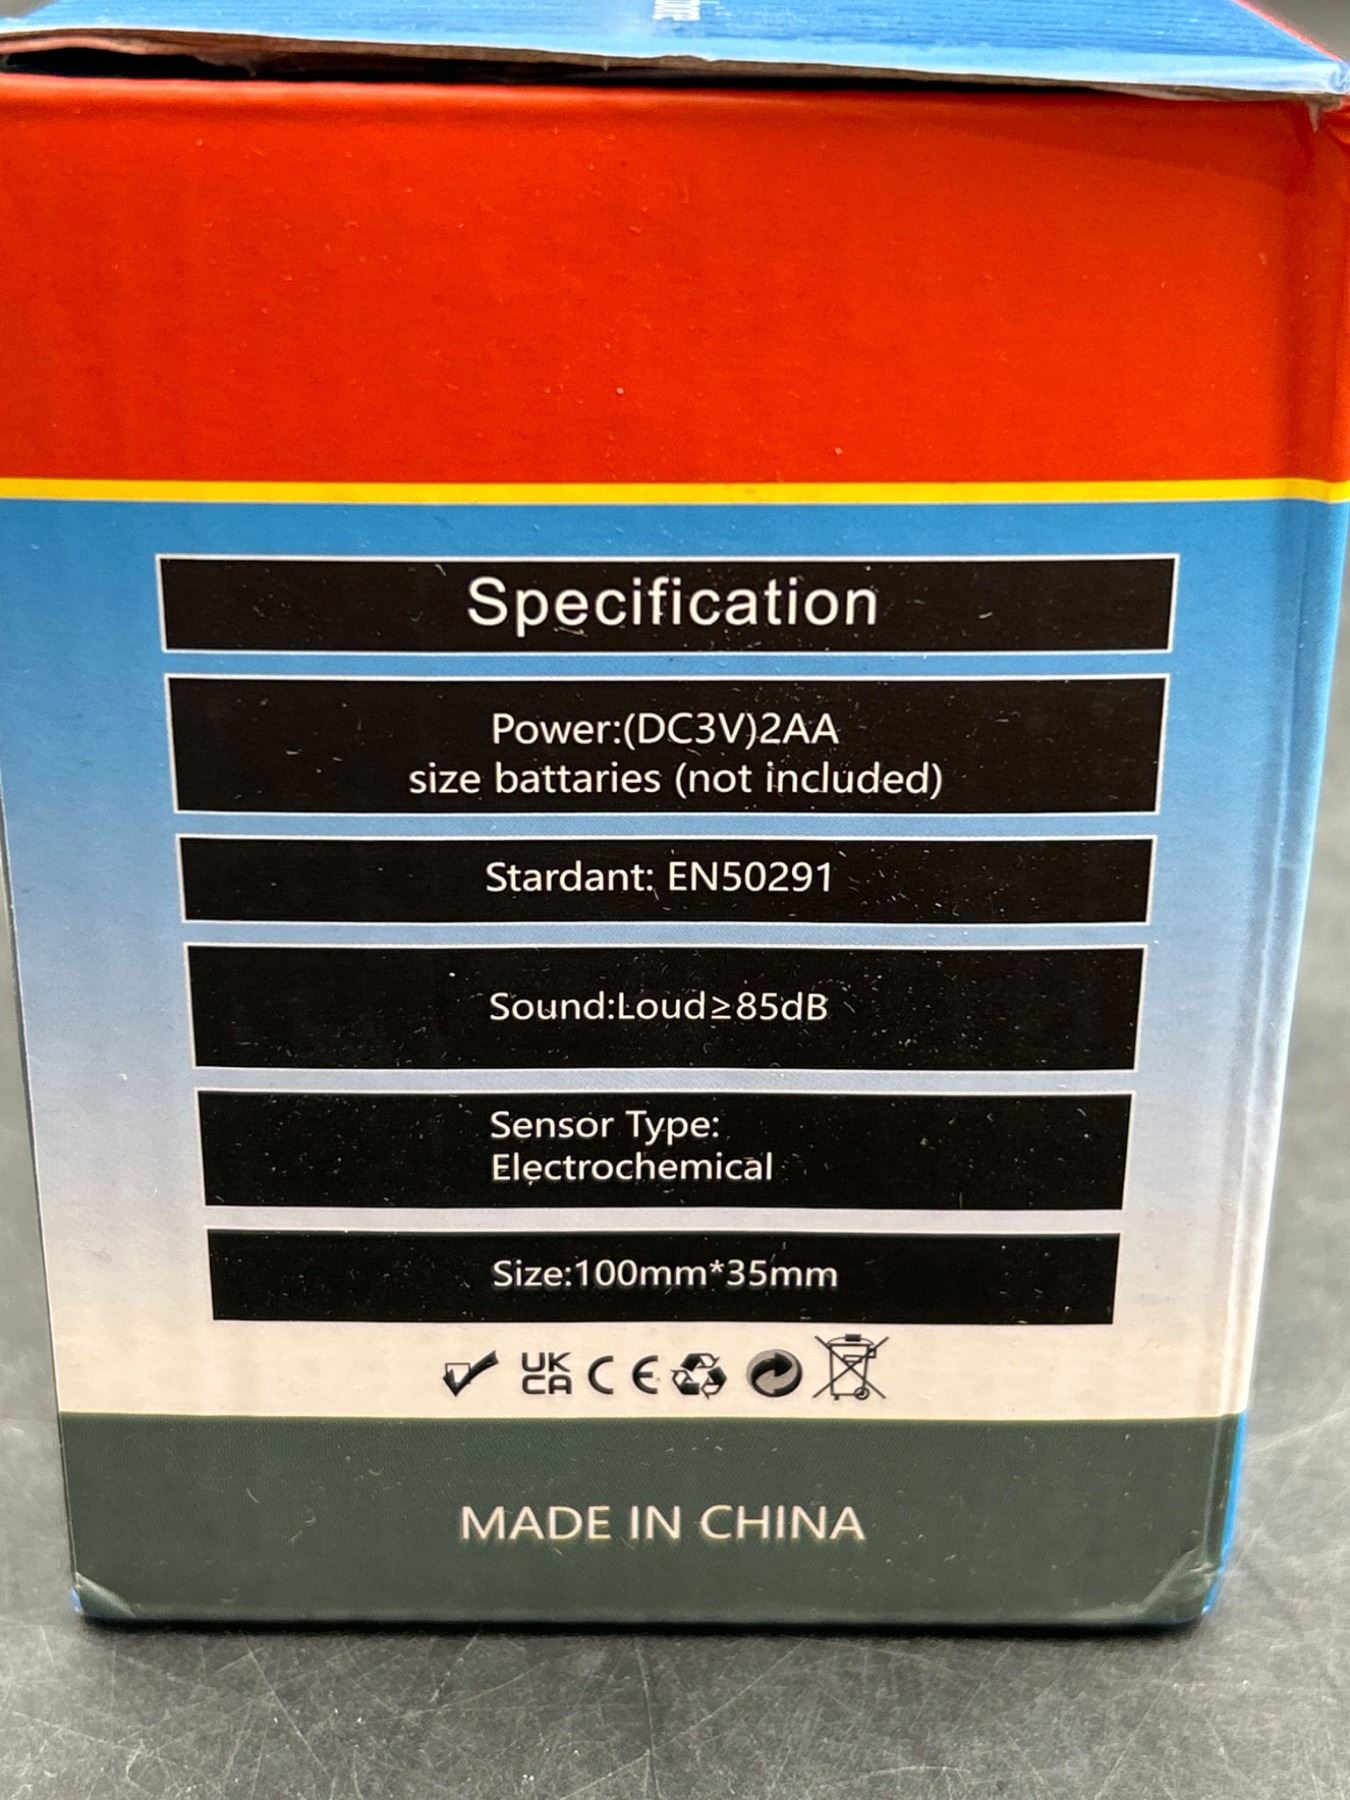 Specification
Power:(DC3V)2AA
size battaries (not included)
Stardant: EN50291
Sound:Loud≥85dB
Sensor Type:
Electrochemical
Size:100mm*35mm
UK
CA CE
MADE IN CHINA